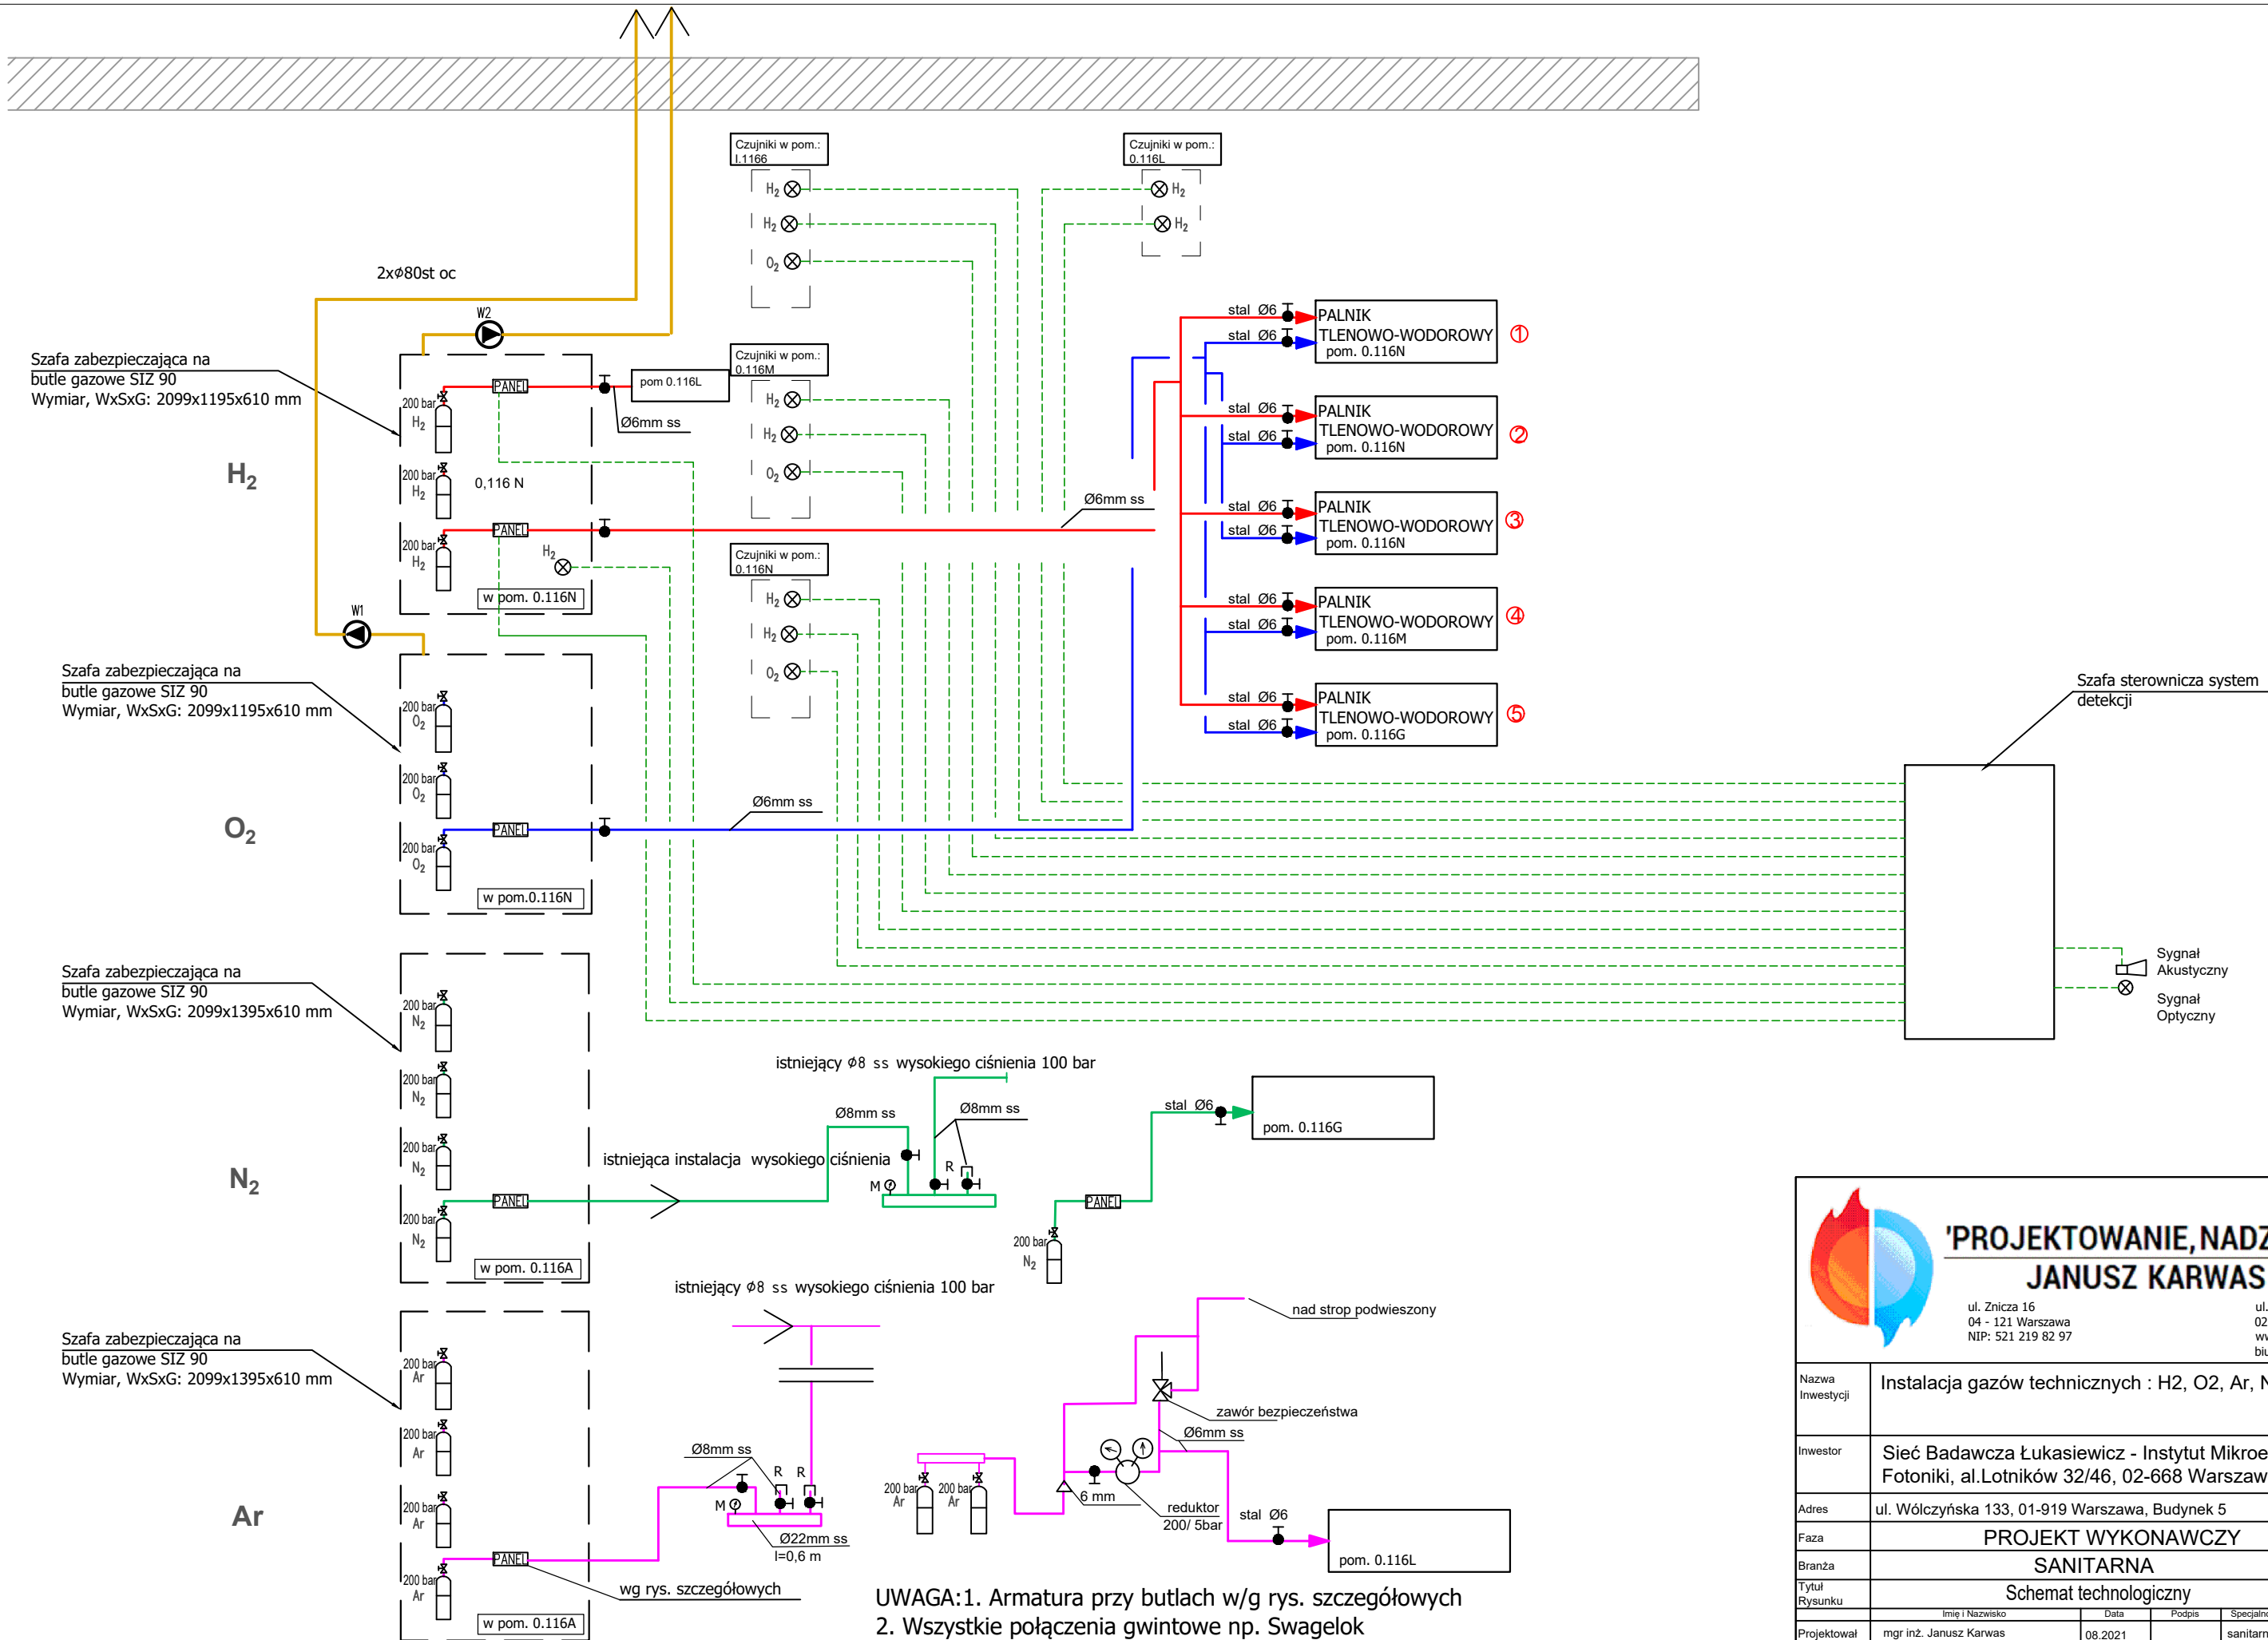 2xφ80st oc
W2
Szafa zabezpieczająca na
butle gazowe SIZ 90
Wymiar, WxSxG: 2099x1195x610 mm
H2
200 bar
H2
PANEL
Ø6mm ss
pom 0.116L
200 bar
H2
0,116 N
200 bar
H2
PANEL
H2
w pom. 0.116N
W1
Czujniki w pom.:
I.1166
H2
H2
O2
Czujniki w pom.:
0.116L
H2
H2
Czujniki w pom.:
0.116M
H2
H2
O2
Czujniki w pom.:
0.116N
H2
H2
O2
Ø6mm ss
stal Ø6
stal Ø6
PALNIK
TLENOWO-WODOROWY
pom. 0.116N
1
stal Ø6
stal Ø6
PALNIK
TLENOWO-WODOROWY
pom. 0.116N
2
stal Ø6
stal Ø6
PALNIK
TLENOWO-WODOROWY
pom. 0.116N
3
stal Ø6
stal Ø6
PALNIK
TLENOWO-WODOROWY
pom. 0.116M
4
stal Ø6
stal Ø6
PALNIK
TLENOWO-WODOROWY
pom. 0.116G
5
Szafa zabezpieczająca na
butle gazowe SIZ 90
Wymiar, WxSxG: 2099x1195x610 mm
O2
200 bar
O2
200 bar
O2
200 bar
O2
PANEL
Ø6mm ss
w pom.0.116N
Szafa sterownicza system
detekcji
Sygnał
Akustyczny
Sygnał
Optyczny
Szafa zabezpieczająca na
butle gazowe SIZ 90
Wymiar, WxSxG: 2099x1395x610 mm
N2
200 bar
N2
200 bar
N2
200 bar
N2
200 bar
N2
PANEL
w pom. 0.116A
istniejąca instalacja wysokiego ciśnienia
istniejący φ8 ss wysokiego ciśnienia 100 bar
Ø8mm ss
Ø8mm ss
M
R
200 bar
N2
PANEL
stal Ø6
pom. 0.116G
Szafa zabezpieczająca na
butle gazowe SIZ 90
Wymiar, WxSxG: 2099x1395x610 mm
Ar
200 bar
Ar
200 bar
Ar
200 bar
Ar
200 bar
Ar
PANEL
w pom. 0.116A
wg rys. szczegółowych
istniejący φ8 ss wysokiego ciśnienia 100 bar
Ø8mm ss
M
R
R
Ø22mm ss
l=0,6 m
200 bar
Ar
200 bar
Ar
6 mm
reduktor
200/ 5bar
nad strop podwieszony
zawór bezpieczeństwa
Ø6mm ss
stal Ø6
pom. 0.116L
UWAGA:1. Armatura przy butlach w/g rys. szczegółowych
2. Wszystkie połączenia gwintowe np. Swagelok
'PROJEKTOWANIE, NADZ
JANUSZ KARWAS
ul. Znicza 16
04 - 121 Warszawa
NIP: 521 219 82 97
ul.
02
ww
biu
Nazwa
Inwestycji
Instalacja gazów technicznych : H2, O2, Ar, N
Inwestor
Sieć Badawcza Łukasiewicz - Instytut Mikroe
Fotoniki, al.Lotników 32/46, 02-668 Warszaw
Adres
ul. Wólczyńska 133, 01-919 Warszawa, Budynek 5
Faza
PROJEKT WYKONAWCZY
Branża
SANITARNA
Tytuł
Rysunku
Schemat technologiczny
Imię i Nazwisko Data Podpis Specjalno
Projektował mgr inż. Janusz Karwas 08.2021 sanitarn